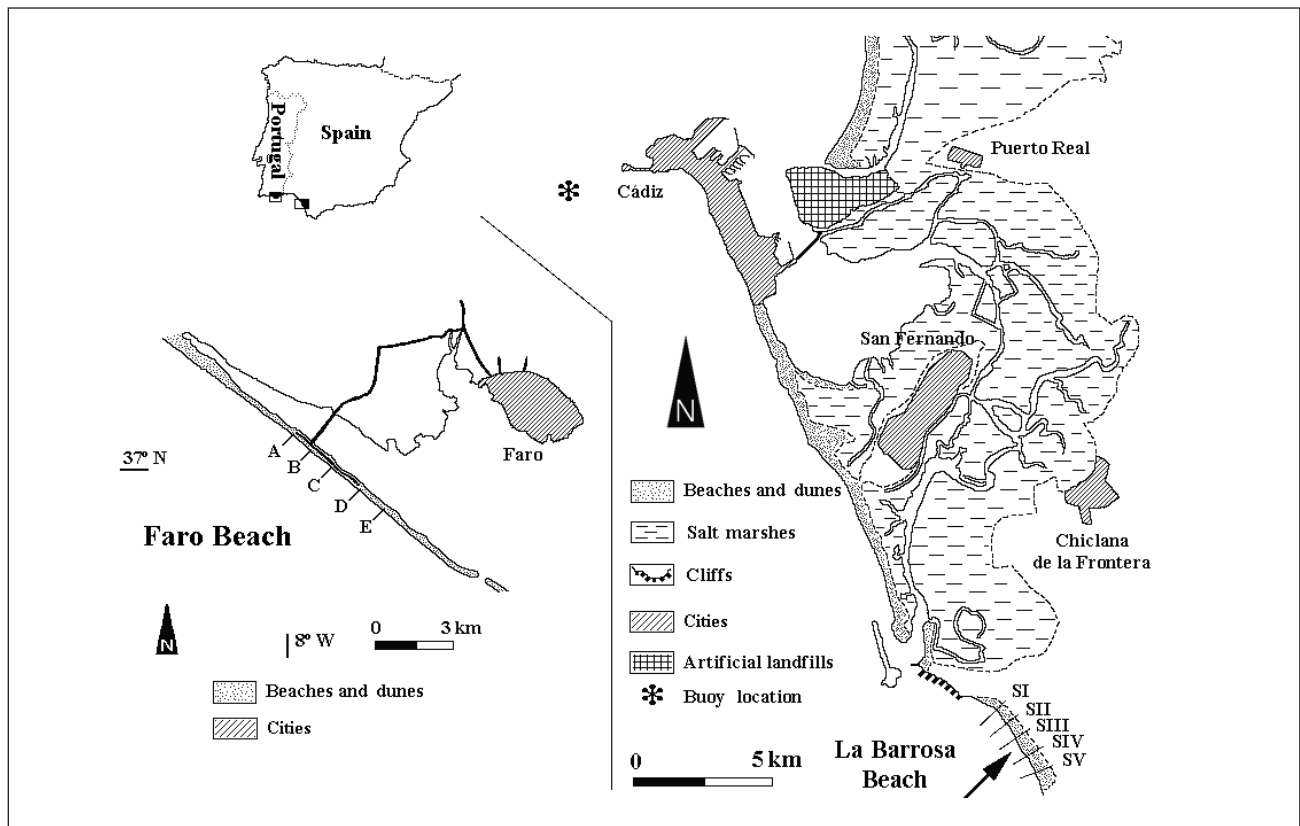 Portugal
Spain
Faro
A
B
C
D
E
37º N
Faro Beach
N
8º W
0 3 km
Beaches and dunes
Cities
Cádiz
Puerto Real
San Fernando
N
Chiclana
de la Frontera
Beaches and dunes
Salt marshes
Cliffs
Cities
Artificial landfills
Buoy location
0 5 km
La Barrosa
Beach
SI
SII
SIII
SIV
SV